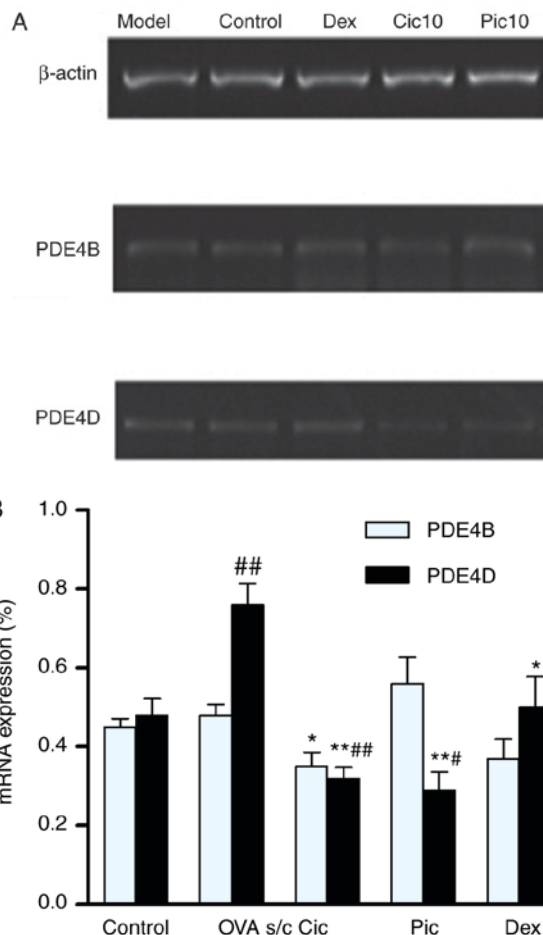 A
Model Control Dex Cic10 Pic10
β-actin
PDE4B
PDE4D
1.0
PDE4B
PDE4D
##
0.8
0.6
*
* **## **#
0.4
0.2
0.0
mRNA expression (%)
Control OVA s/c Cic Pic Dex